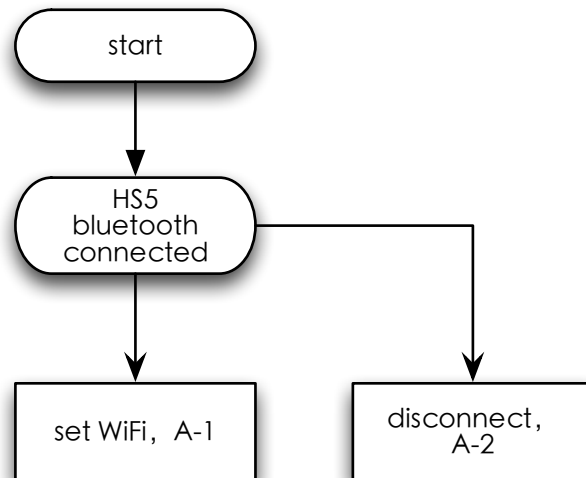 start
HS5
bluetooth
connected
set WiFi，A-1
disconnect，
A-2